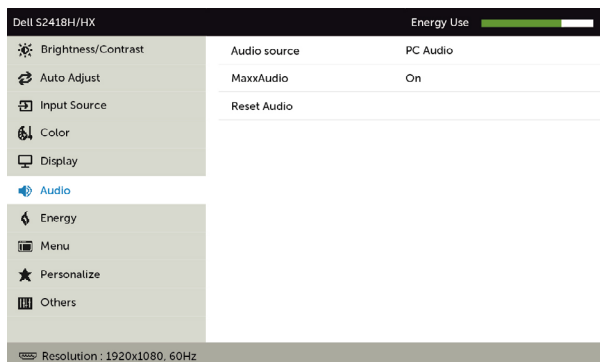 Dell S2418H/HX Energy Use
Brightness/Contrast
Audio source PC Audio
Auto Adjust
MaxxAudio On
Input Source
Reset Audio
Color
Display
Audio
Energy
Menu
Personalize
Others
Resolution : 1920x1080, 60Hz